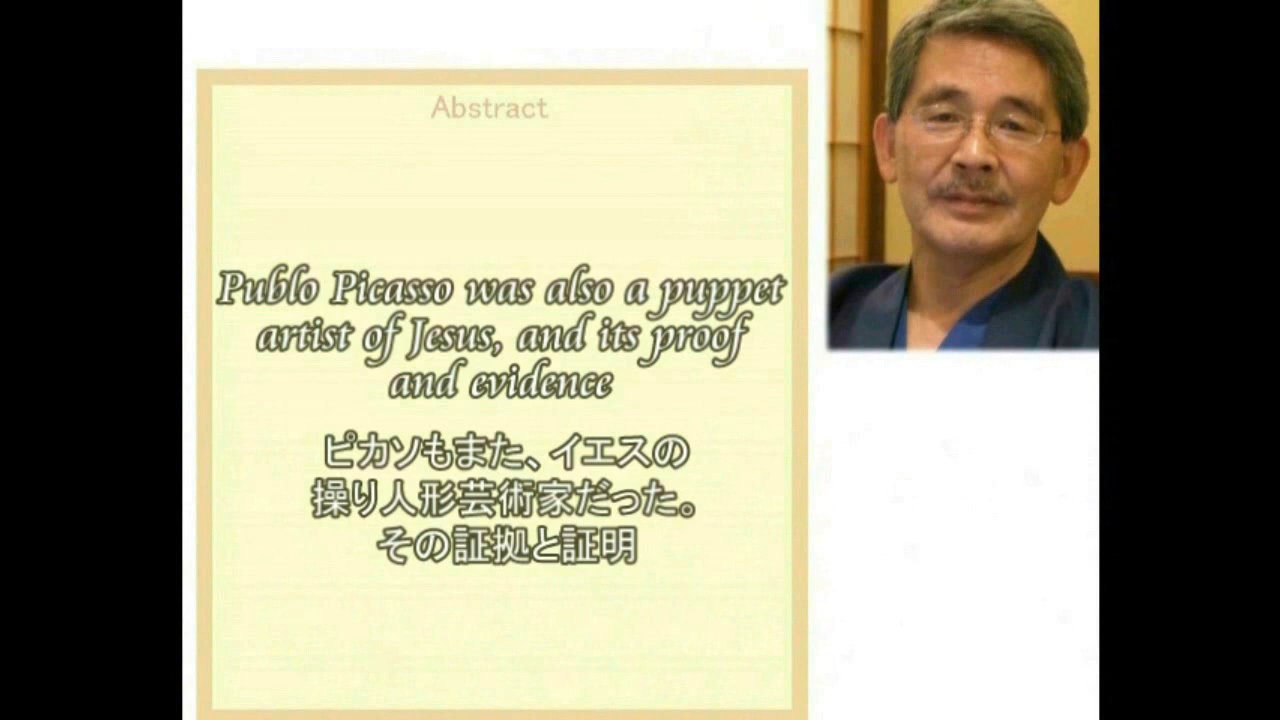 Abstract
Publo Picasso was also a puppet
artist of Jesus, and its proof
and evidence
ピカソもまた、イエスの
操り人形芸術家だった。
その証拠と証明